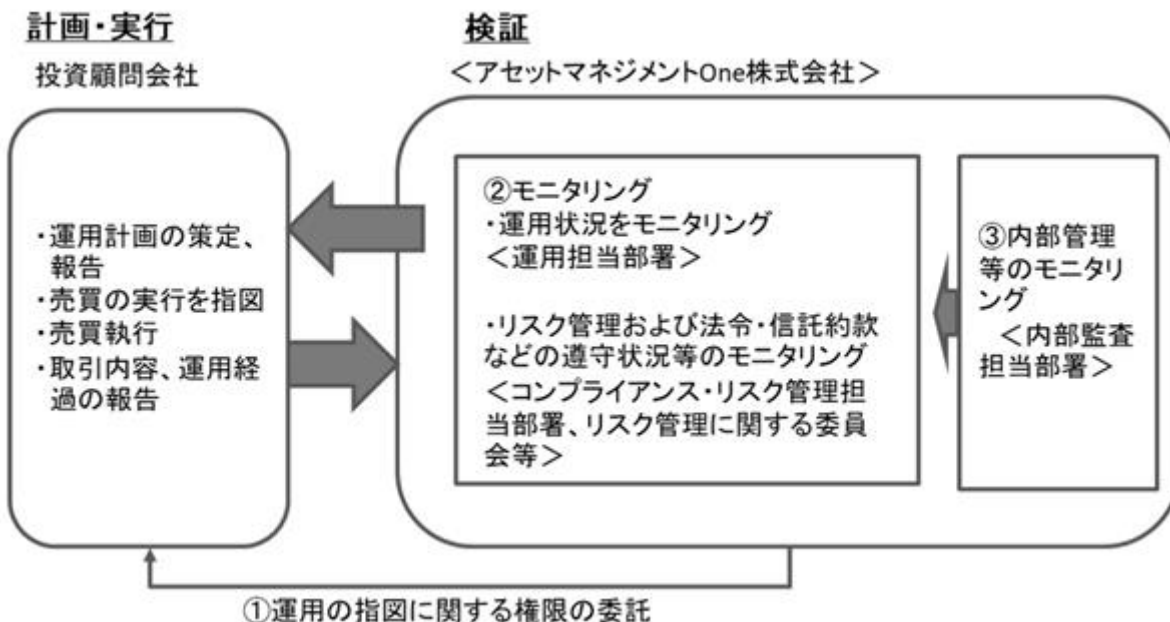 計画・実行
投資顧問会社
・運用計画の策定、
報告
・売買の実行を指図
・売買執行
・取引内容、運用経
過の報告
検証
＜アセットマネジメントOne株式会社＞
②モニタリング
・運用状況をモニタリング
＜運用担当部署＞
・リスク管理および法令・信託約款
などの遵守状況等のモニタリング
＜コンプライアンス・リスク管理担
当部署、リスク管理に関する委員
会等＞
③内部管理
等のモニタリ
ング
＜内部監査
担当部署＞
①運用の指図に関する権限の委託